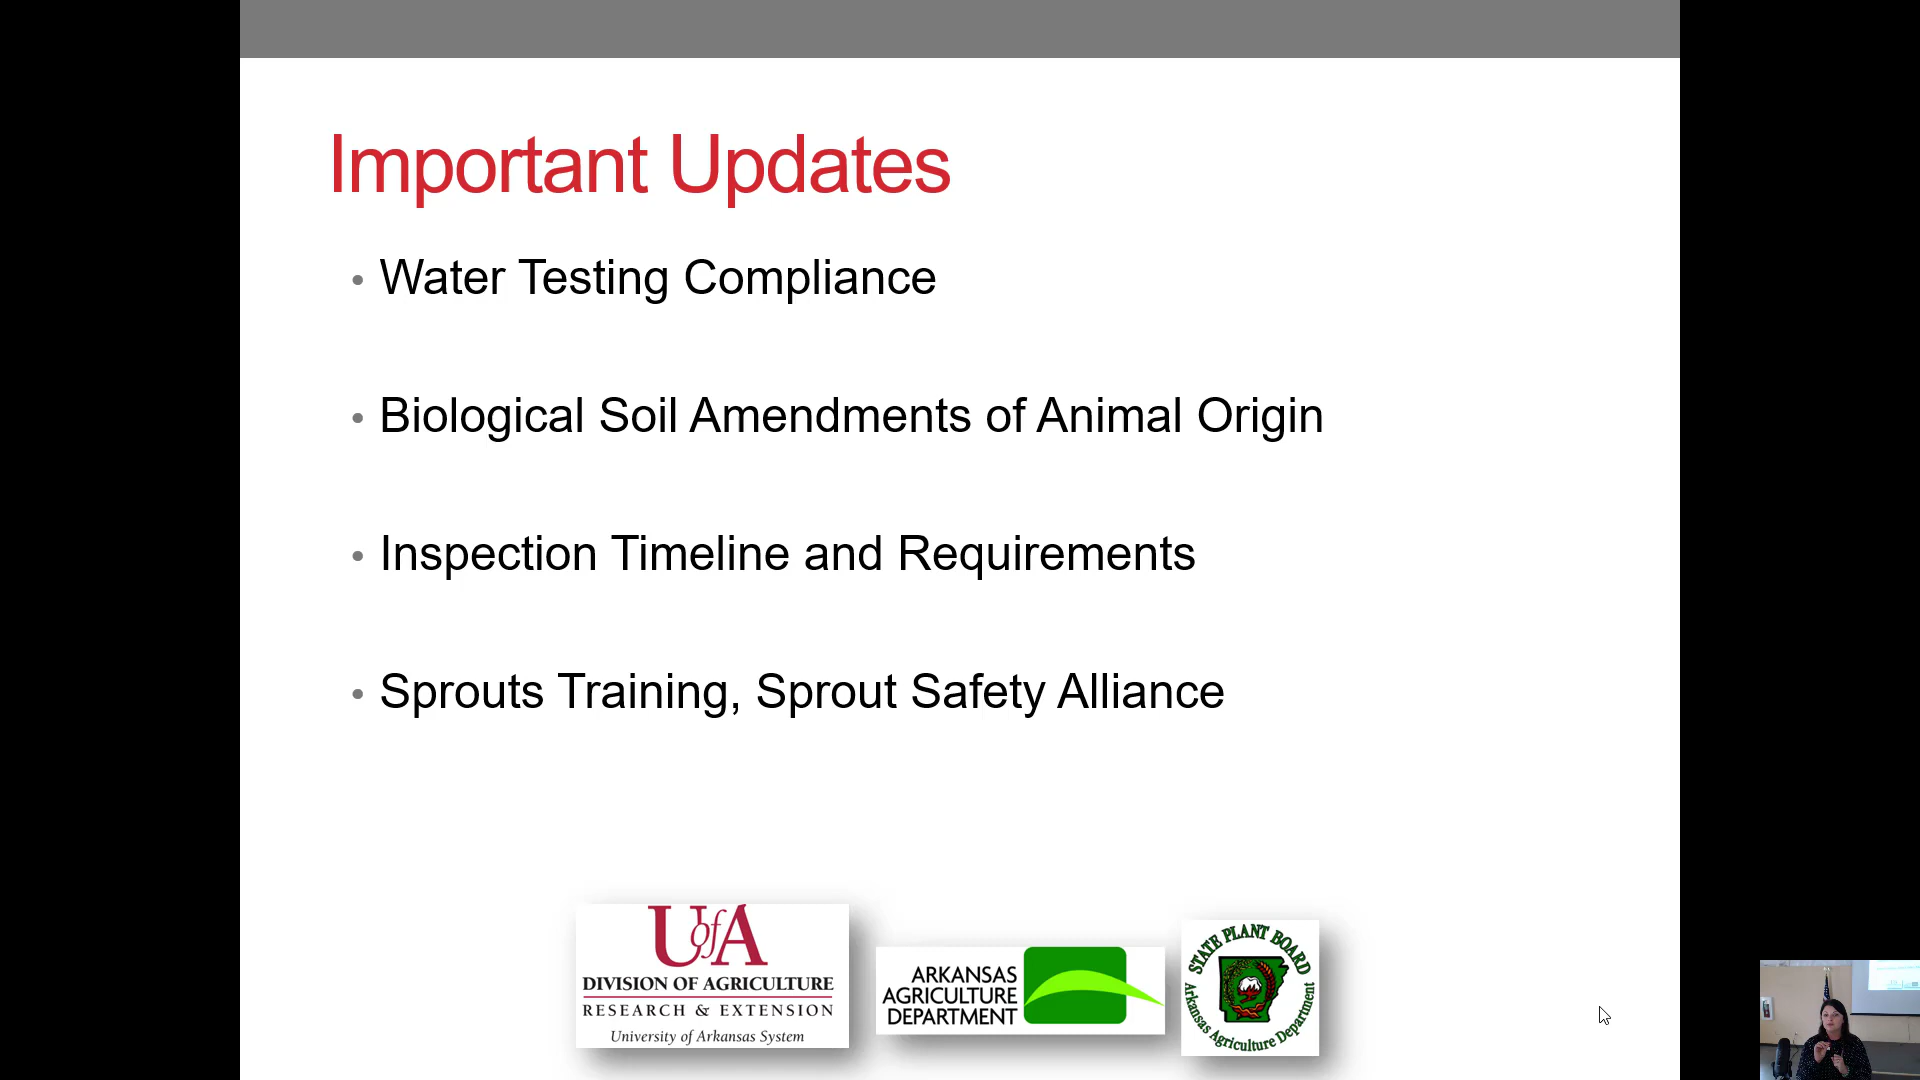 Important Updates
• Water Testing Compliance
• Biological Soil Amendments of Animal Origin
• Inspection Timeline and Requirements
• Sprouts Training, Sprout Safety Alliance
UofA
DIVISION OF AGRICULTURE
RESEARCH & EXTENSION
University of Arkansas System
ARKANSAS
AGRICULTURE
DEPARTMENT
STATE PLANT BOARD
Arkansas Agriculture Department